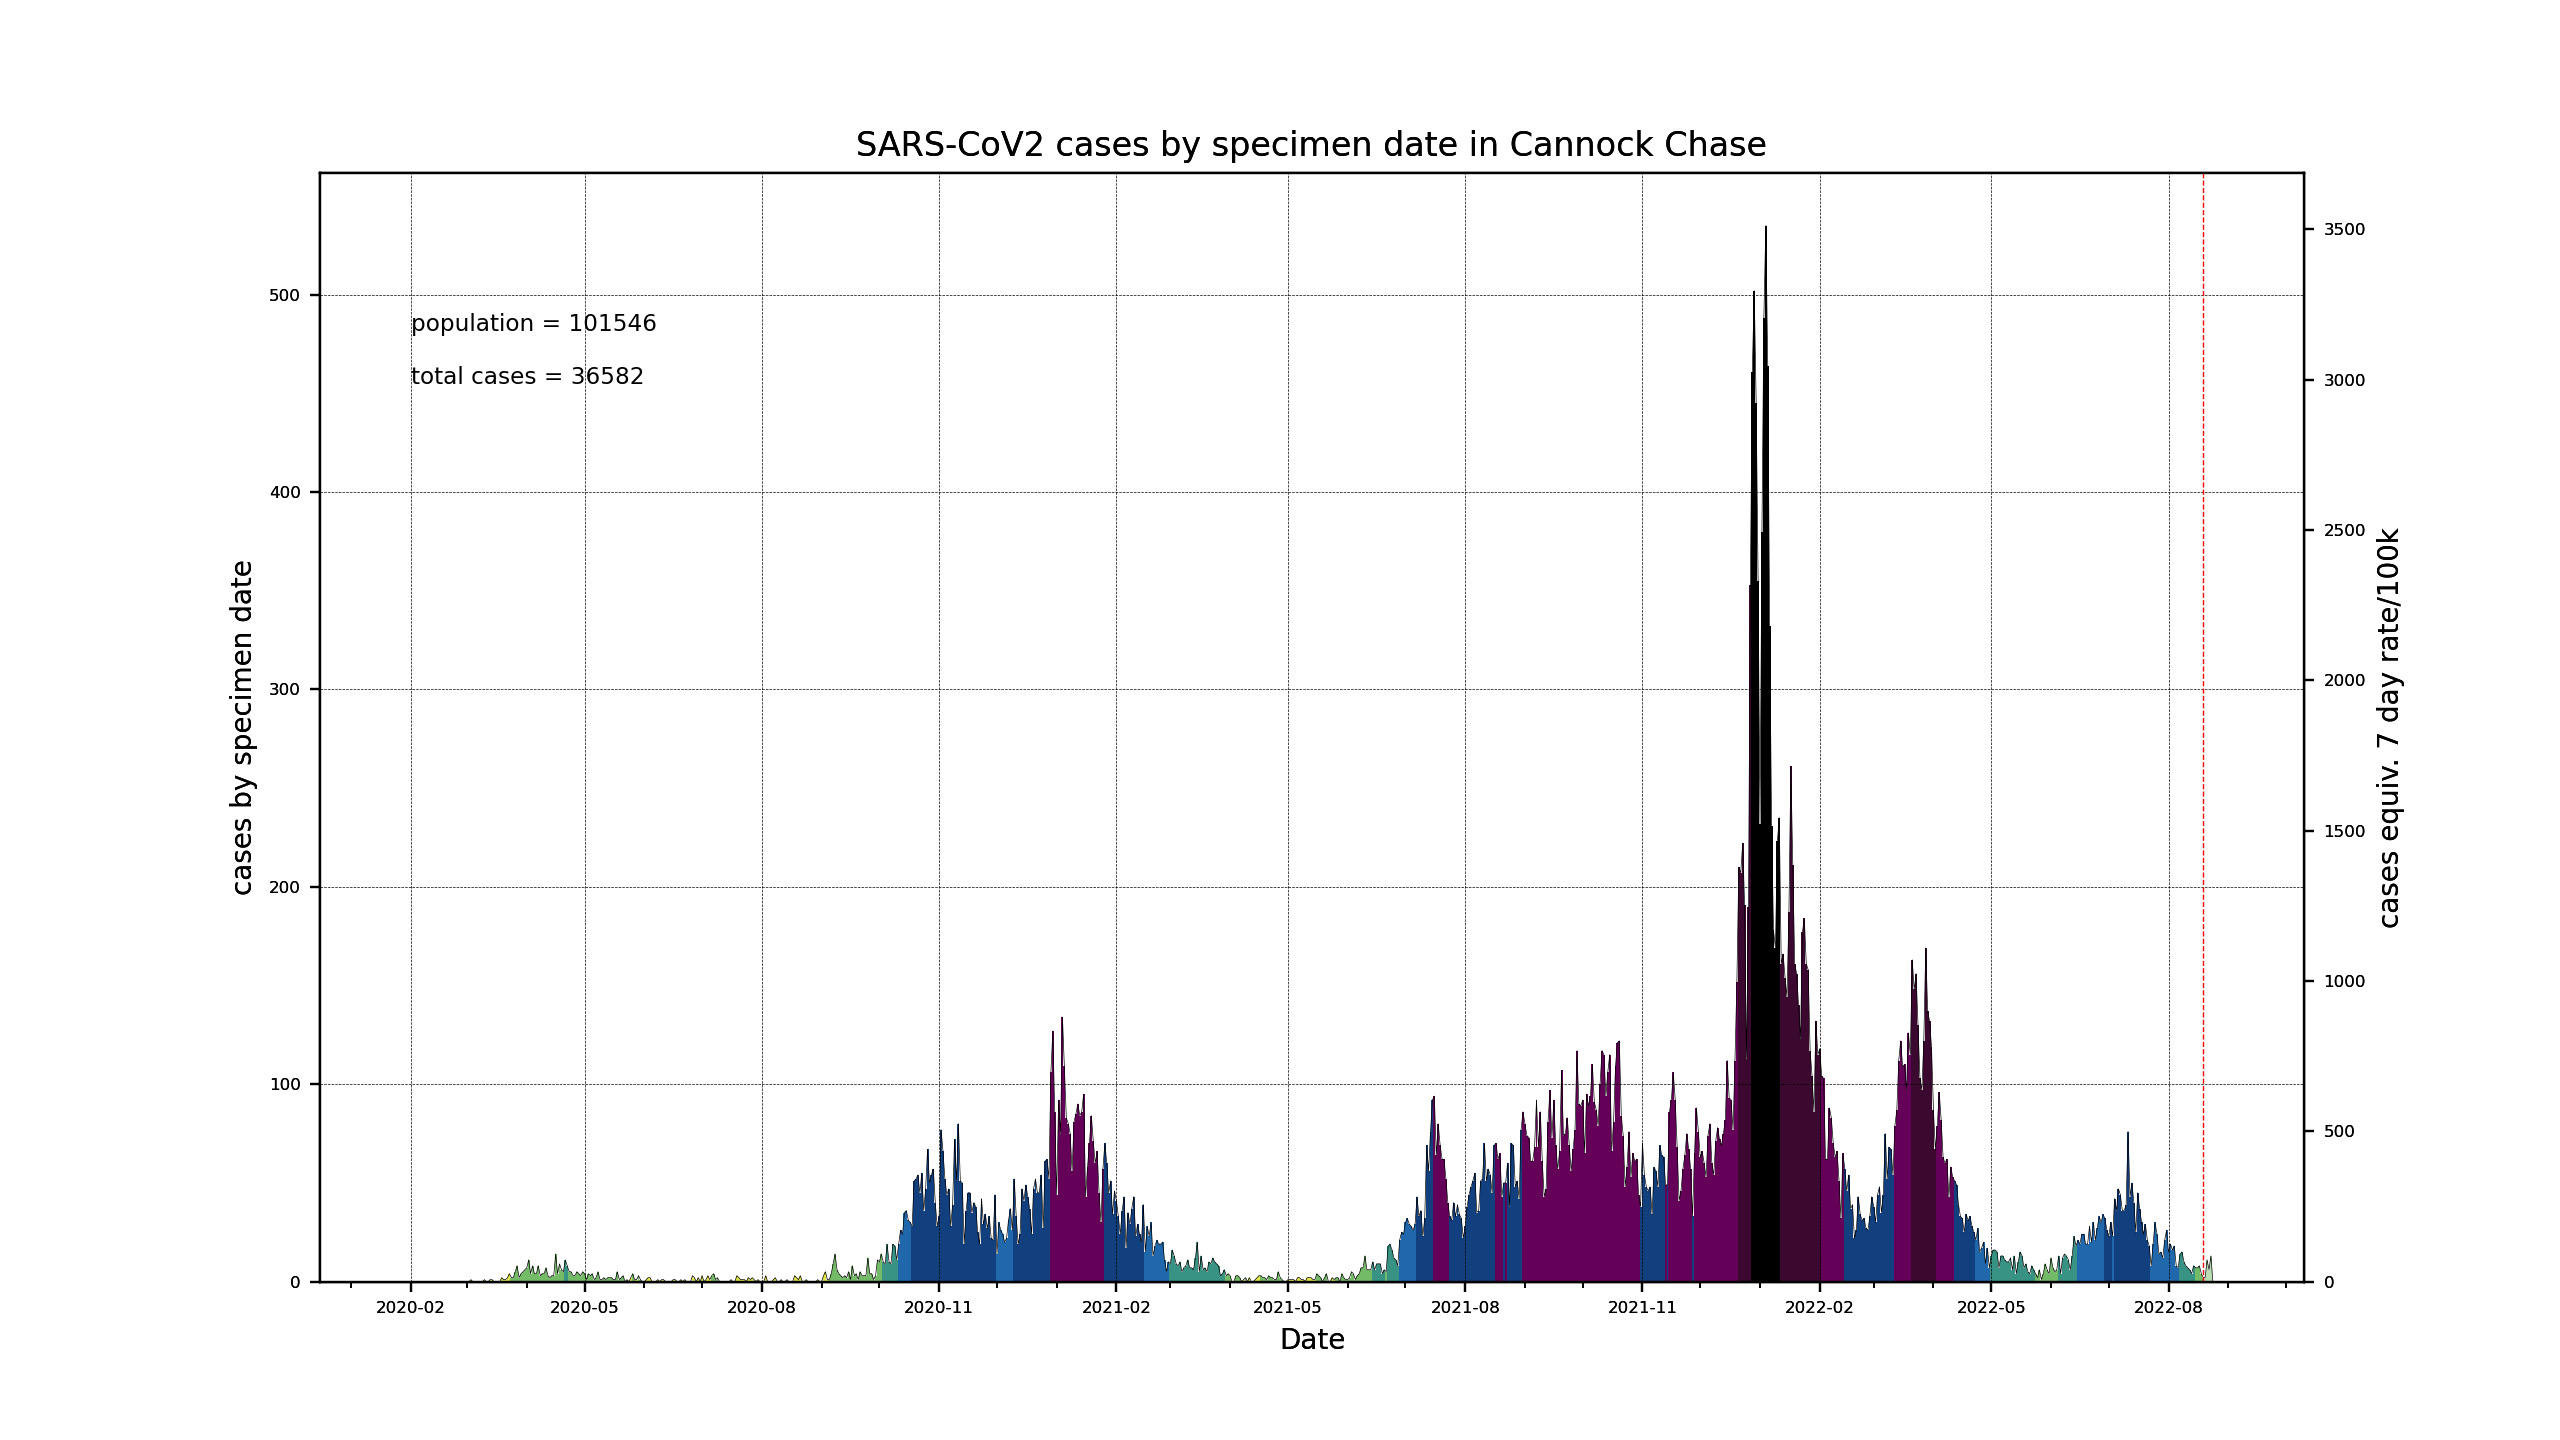 SARS-CoV2 cases by specimen date in Cannock Chase
population = 101546
total cases = 36582
cases by specimen date
500
400
300
200
100
0
3500
3000
2500
2000
1500
1000
500
0
cases equiv. 7 day rate/100k
2020-02 2020-05 2020-08 2020-11 2021-02 2021-05 2021-08 2021-11 2022-02 2022-05 2022-08
Date